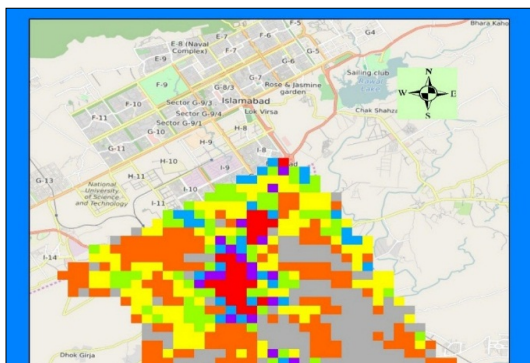 F-5
E-7
F-6
G4
Bhara Kahu
E-8 (Naval
Complex)
F-7
G-5
E-9
F-8
G-6
G-7
Sailing club
F-9
Rose & Jasmine
garden
N
F-10
G-8/3
Sector G-9/3
Islamabad
W
E
F-11
Sector G-9/4
Lok Virsa
Chak Shahzad
S
G-10
Sector G-9/1
G-11
H-8
H-9
H-10
I-8
G-13
H-11
I-9
National
University
of Science
and Technology
I-10
I-11
I-14
Dhok Girja